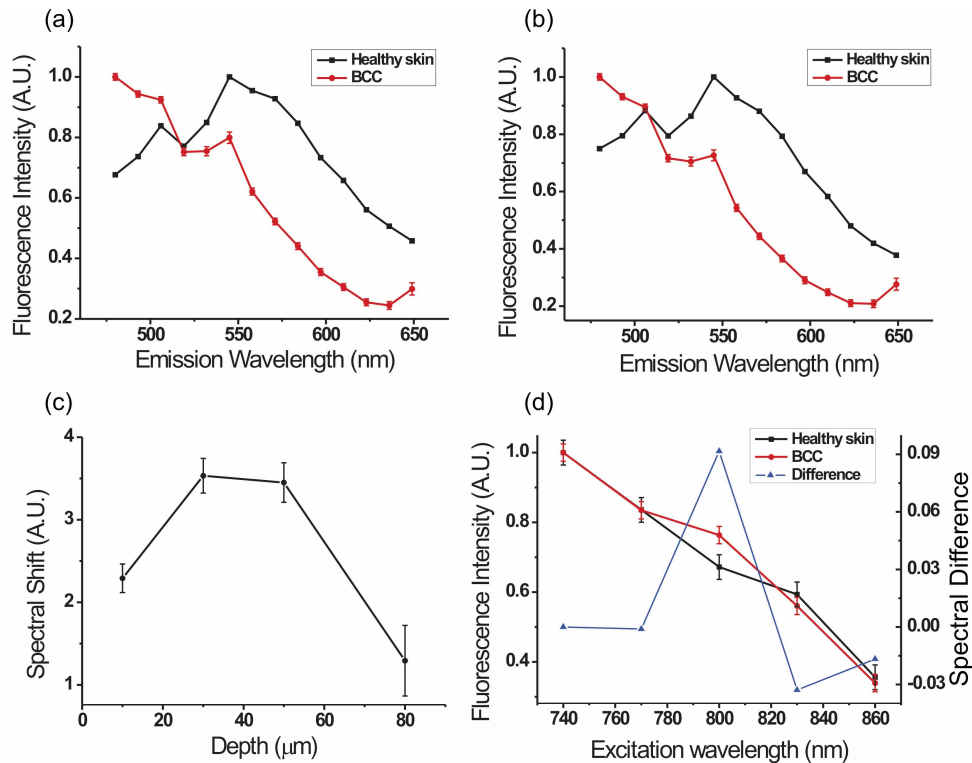 (a)
Fluorescence Intensity (A.U.)
1.0
0.8
0.6
0.4
0.2
Healthy skin
BCC
500
550
600
650
Emission Wavelength (nm)
(b)
Fluorescence Intensity (A.U.)
1.0
0.8
0.6
0.4
0.2
Healthy skin
BCC
500
550
600
650
Emission Wavelength (nm)
(c)
Spectral Shift (A.U.)
4
3
2
1
0
20
40
60
80
Depth (μm)
(d)
Fluorescence Intensity (A.U.)
1.0
0.8
0.6
0.4
Healthy skin
BCC
Difference
0.09
0.06
0.03
0.00
-0.03
Spectral Difference
740
760
780
800
820
840
860
Excitation wavelength (nm)